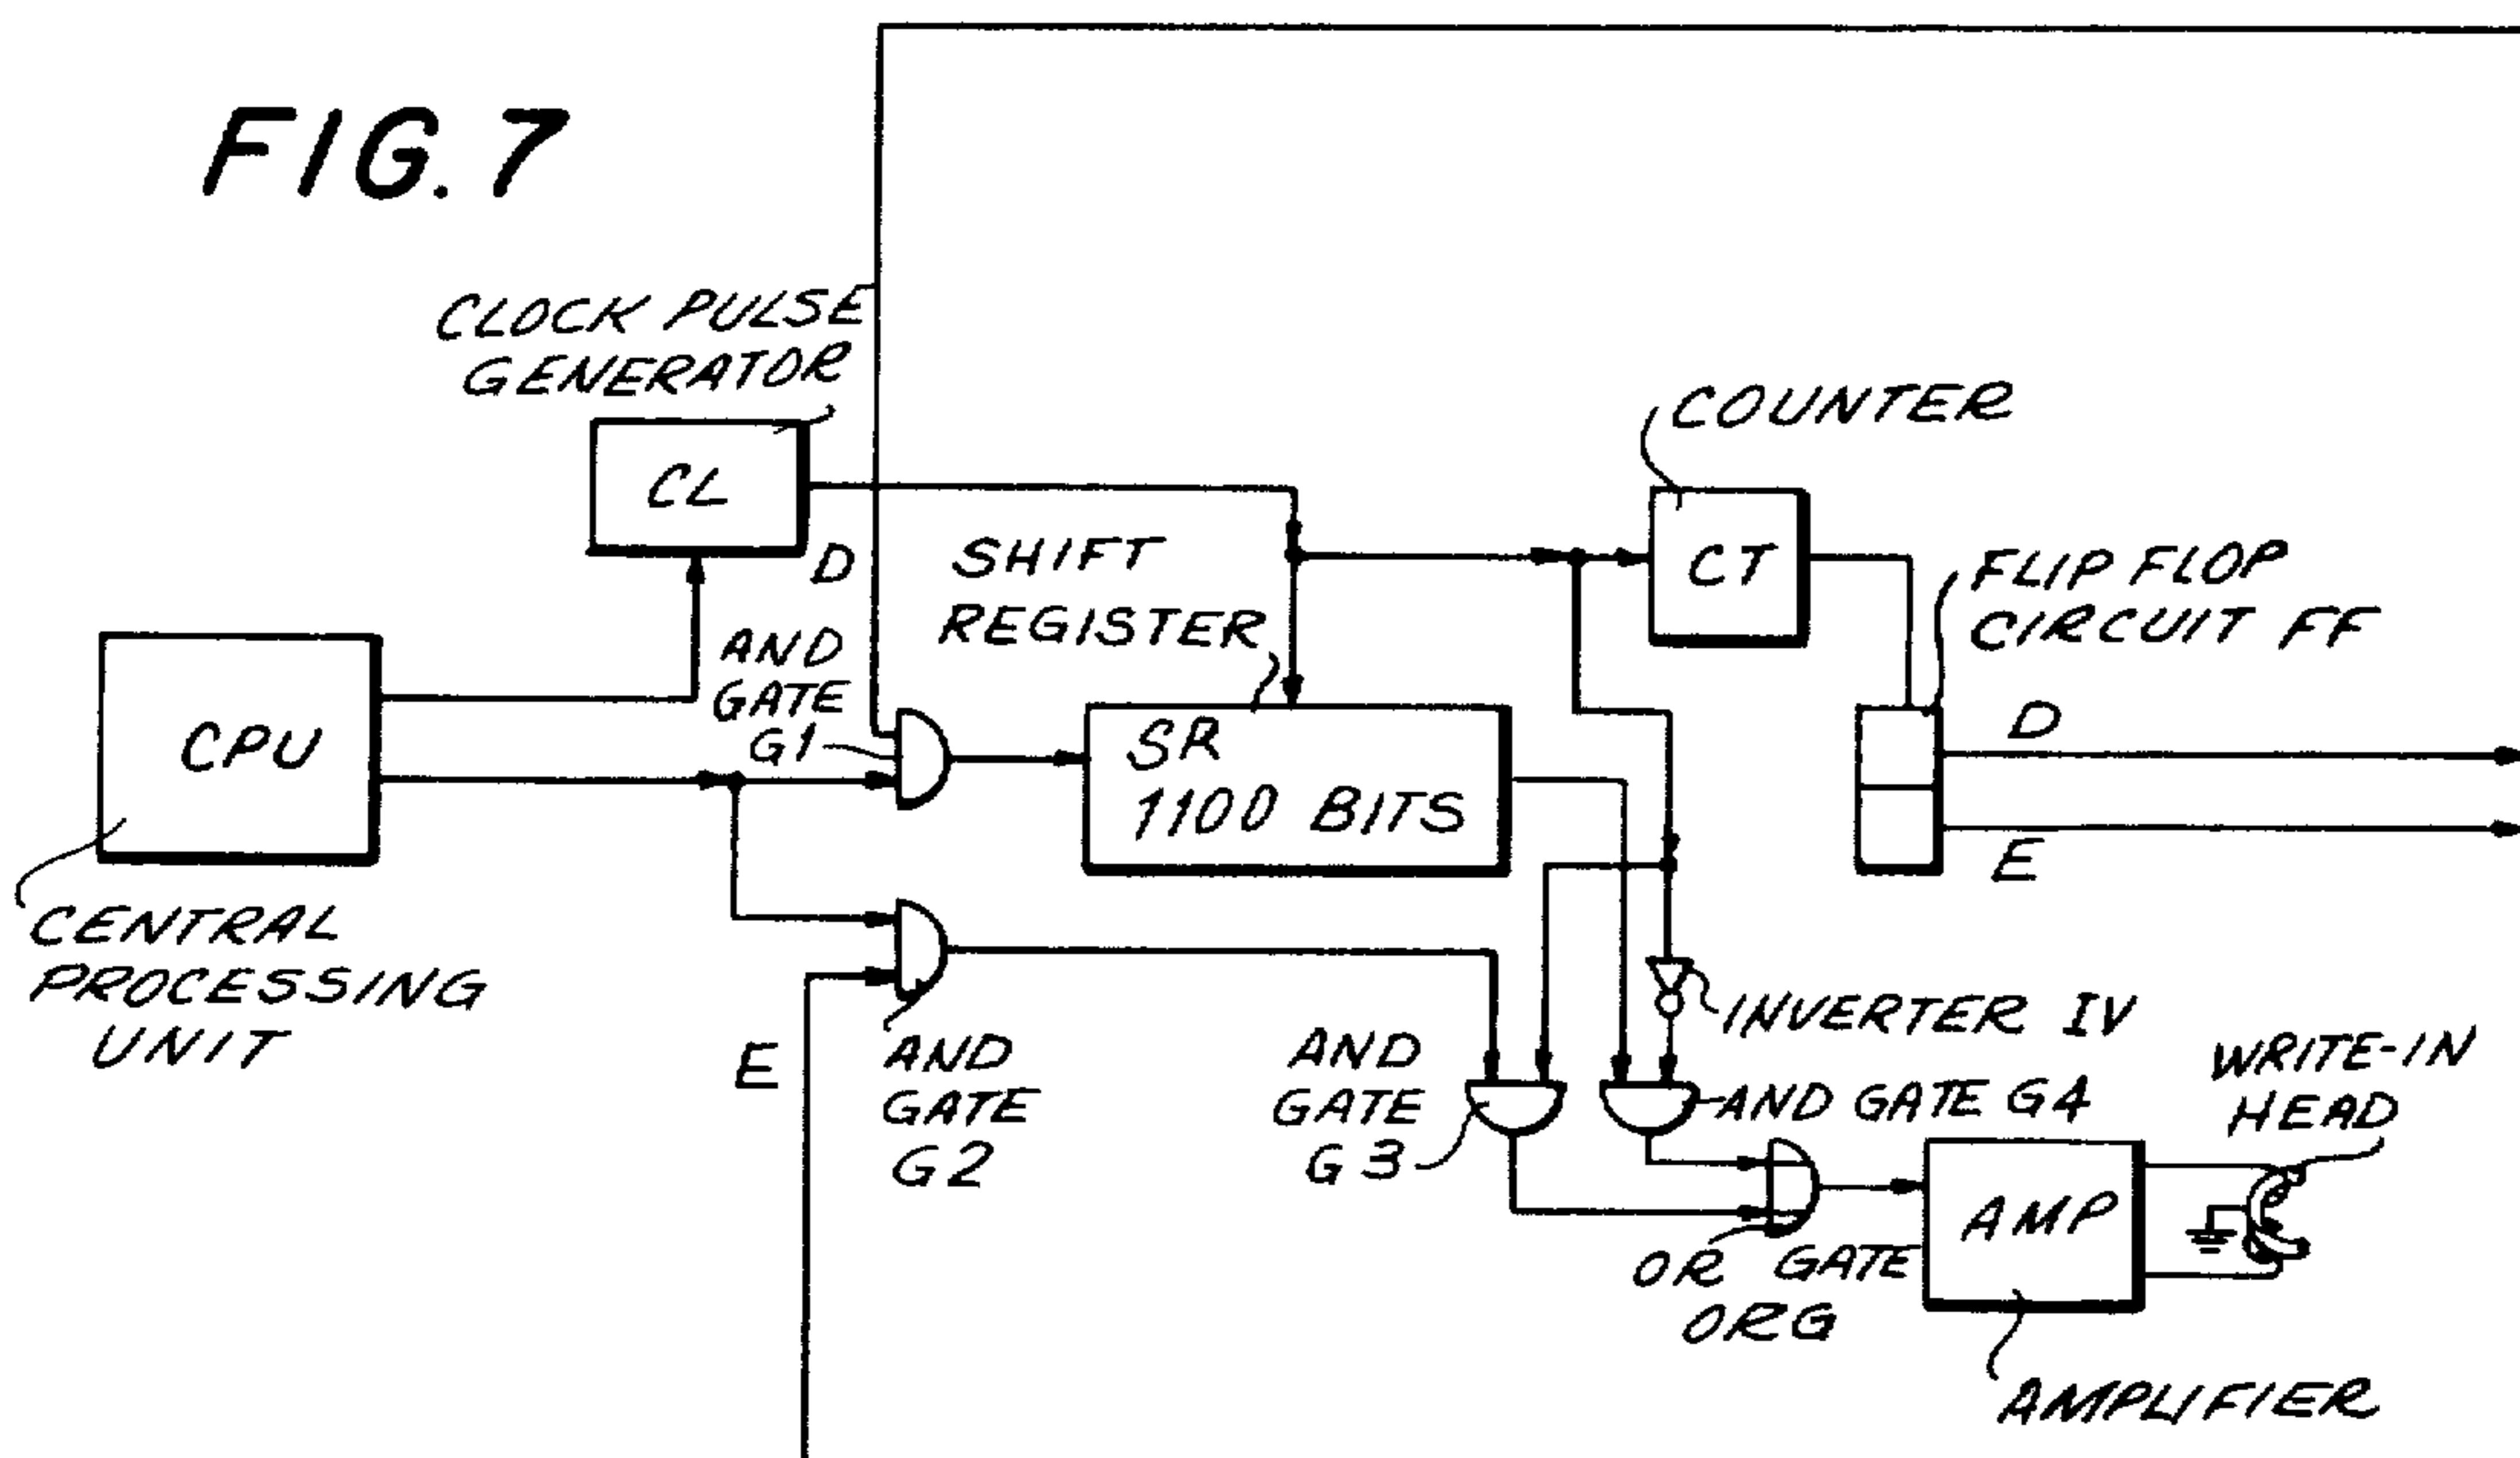 FIG. 7
CLOCK PULSE
GENERATOR
CL
D
SHIFT
REGISTER
COUNTER
CT
FLIP FLOP
CIRCUIT FF
AND
GATE
G1
CPU
SR
1100 BITS
D
E
CENTRAL
PROCESSING
UNIT
E
AND
GATE
G2
AND
GATE
G3
INVERTER IV
AND GATE G4
WRITE-IN
HEAD
OR GATE
ORG
AMP
AMPLIFIER